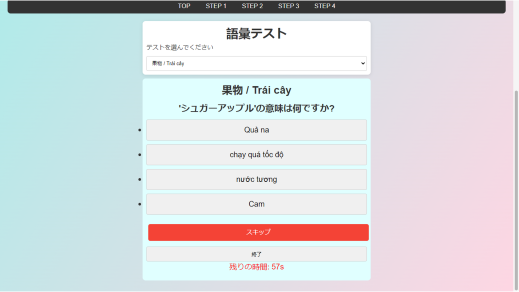 TOP STEP 1 STEP 2 STEP 3 STEP 4
語彙テスト
テストを選んでください
果物 / Trái cây
果物 / Trái cây
'シュガーアップル'の意味は何ですか?
Quả na
chạy quá tốc độ
nước tương
Cam
スキップ
終了
残りの時間: 57s